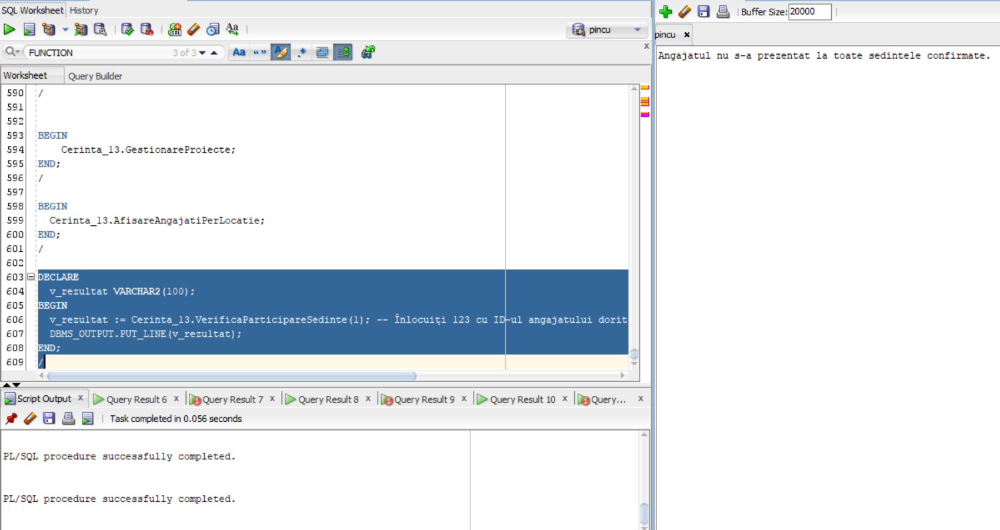 SQL Worksheet History
Buffer Size: 20000
pincu
pincu x
FUNCTION 3 of 3 Aa “” .* x
Angajatul nu s-a prezentat la toate sedintele confirmate.
Worksheet Query Builder
590 /
591
592
593 BEGIN
594 Cerinta_13.GestionareProiecte;
595 END;
596 /
597
598 BEGIN
599 Cerinta_13.AfisareAngajatiPerLocatie;
600 END;
601 /
602
603 DECLARE
604 v_rezultat VARCHAR2(100);
605 BEGIN
606 v_rezultat := Cerinta_13.VerificaParticipareSedinte(1); -- Înlocuiți 123 cu ID-ul angajatului dorit
607 DBMS_OUTPUT.PUT_LINE(v_rezultat);
608 END;
609 /
Script Output x Query Result 6 x Query Result 7 x Query Result 8 x Query Result 9 x Query Result 10 x Query... x
Task completed in 0.056 seconds
PL/SQL procedure successfully completed.
PL/SQL procedure successfully completed.